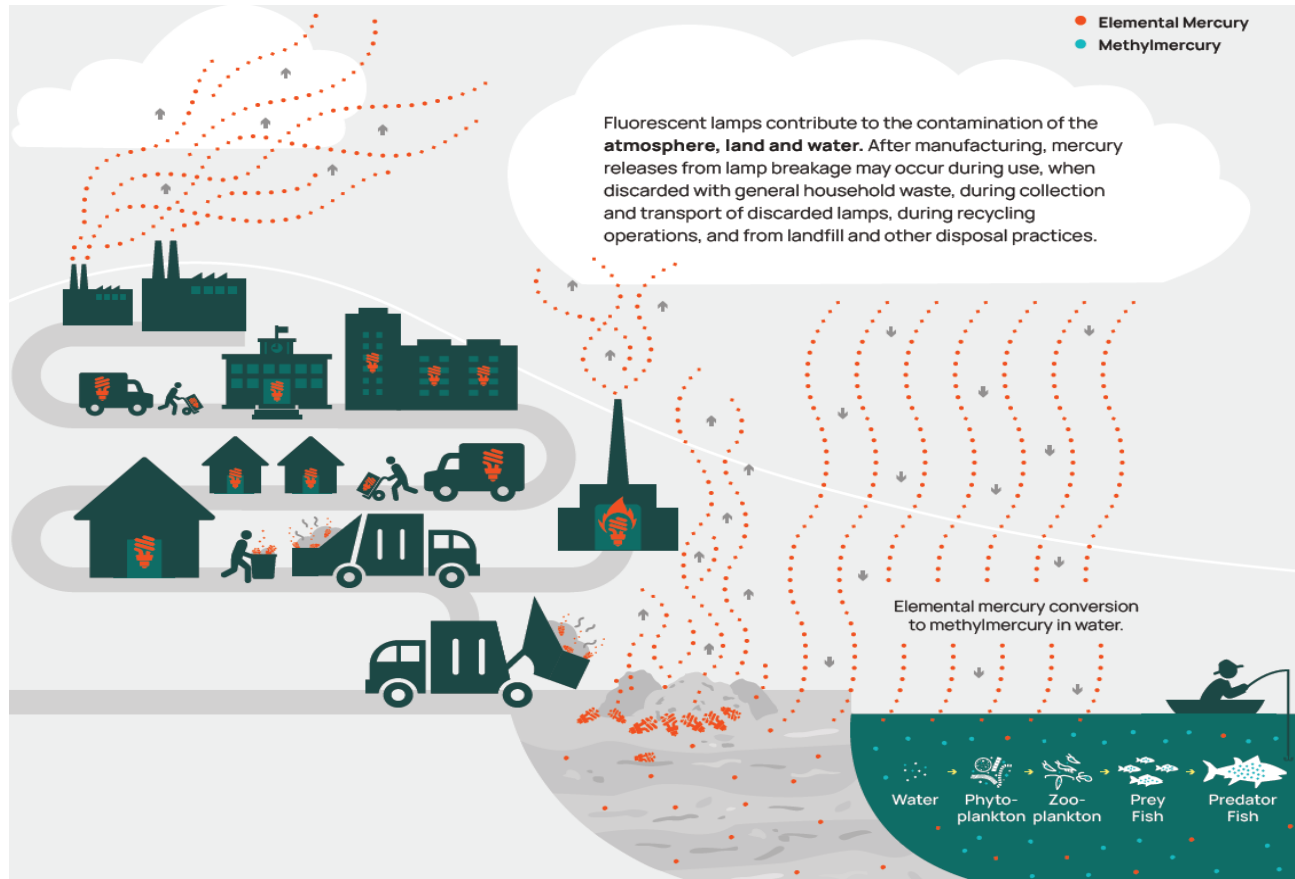 Elemental Mercury
Methylmercury
Fluorescent lamps contribute to the contamination of the
atmosphere, land and water. After manufacturing, mercury
releases from lamp breakage may occur during use, when
discarded with general household waste, during collection
and transport of discarded lamps, during recycling
operations, and from landfill and other disposal practices.
Elemental mercury conversion
to methylmercury in water.
Water
Phyto-
plankton
Zoo-
plankton
Prey
Fish
Predator
Fish